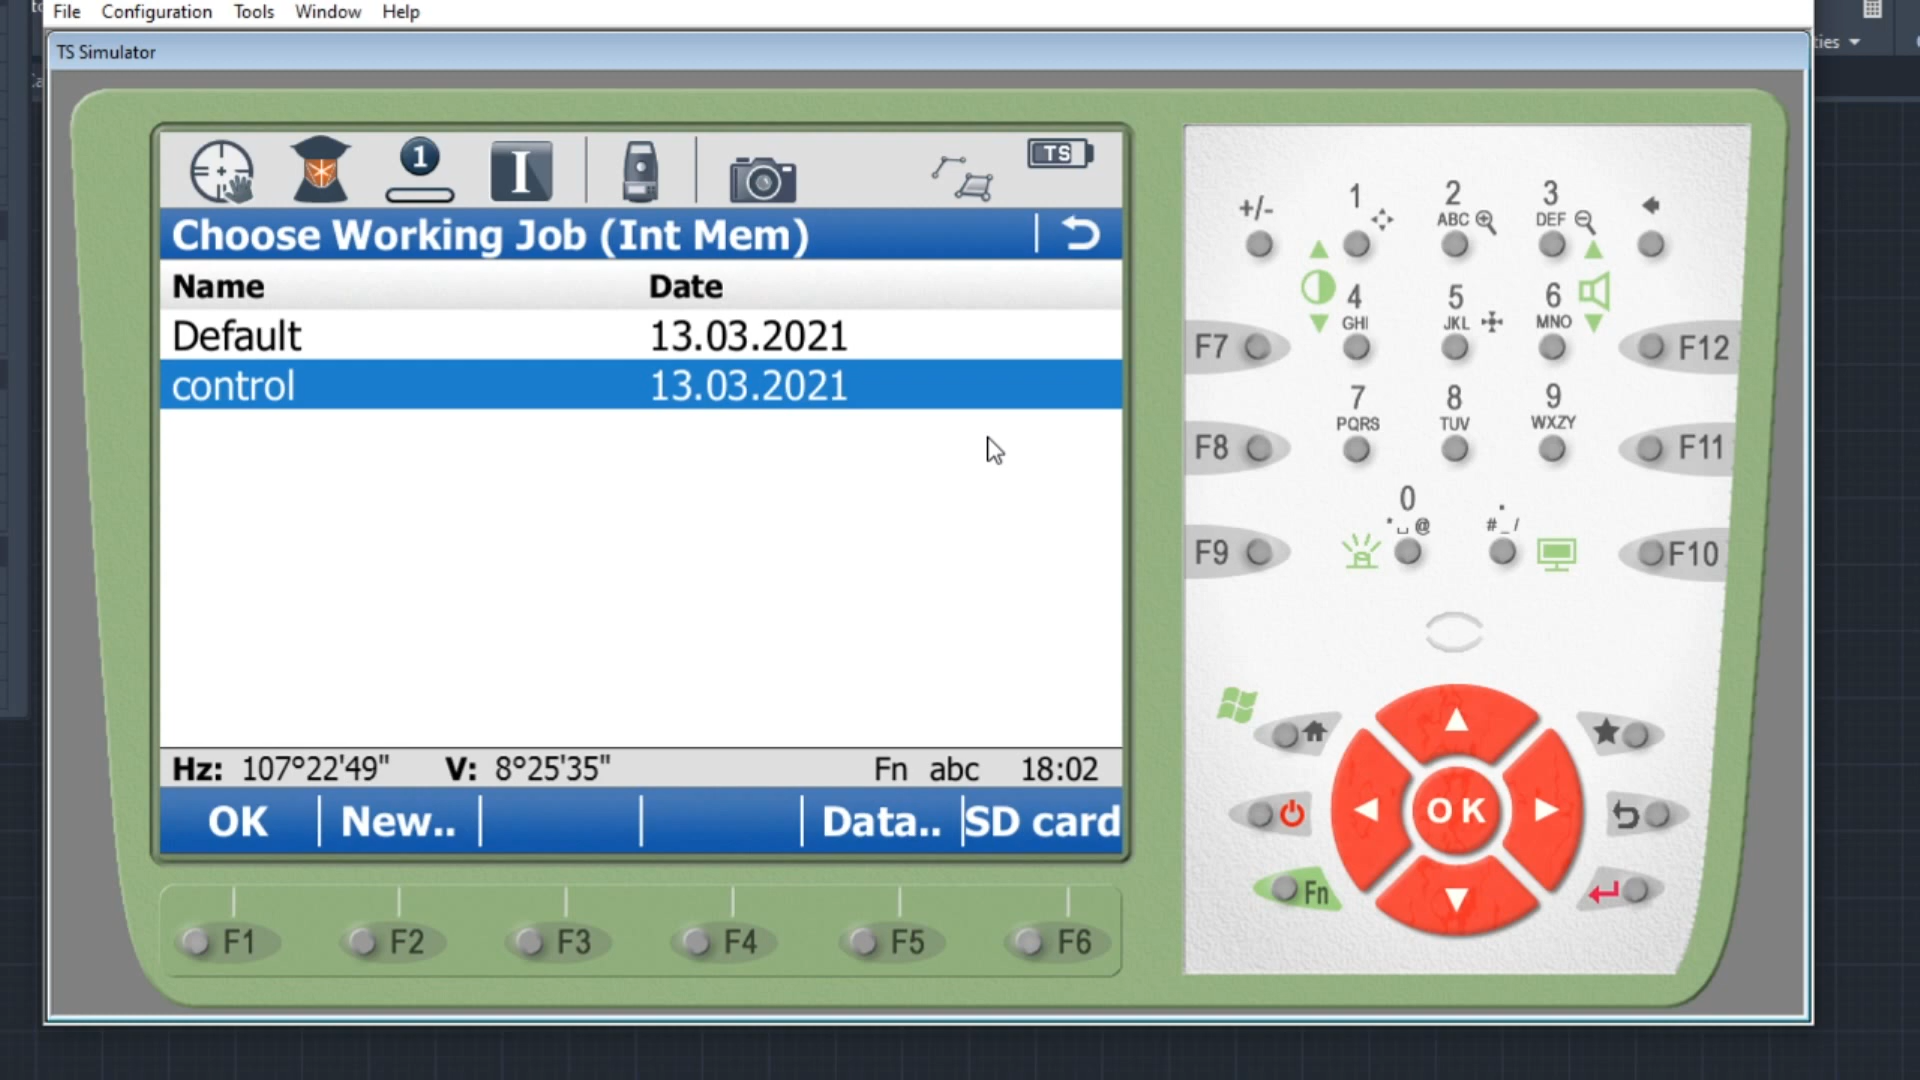 File Configuration Tools Window Help
TS Simulator
ties
1
I
TS
Choose Working Job (Int Mem)
Name Date
Default 13.03.2021
control 13.03.2021
Hz: 107°22'49" V: 8°25'35" Fn abc 18:02
OK New.. Data.. SD card
F1 F2 F3 F4 F5 F6
+/- 1 2 3
ABC DEF
4 5 6
GHI JKL MNO
F7 F12
7 8 9
PQRS TUV WXZY
F8 F11
0 .
*␣@ #_/
F9 F10
OK
Fn